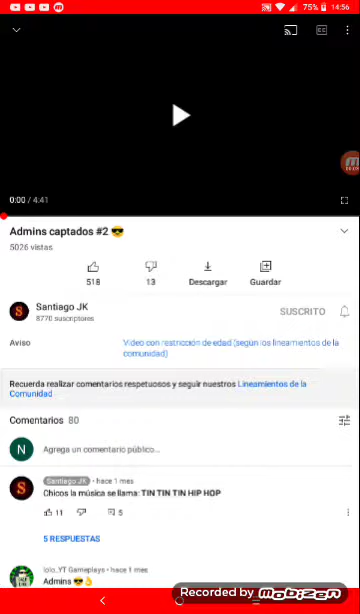 75% 14:56
CC
0:00 / 4:41
Admins captados #2 😎
5026 vistas
518 13 Descargar Guardar
S Santiago JK SUSCRITO
8770 suscriptores
Aviso Video con restricción de edad (según los lineamientos de la
comunidad)
Recuerda realizar comentarios respetuosos y seguir nuestros Lineamientos de la
Comunidad
Comentarios 80
N Agrega un comentario público...
S Santiago JK • hace 1 mes
Chicos la música se llama: TIN TIN TIN HIP HOP
11 5
5 RESPUESTAS
lolo_YT Gameplays • hace 1 mes
Admins 😎👌
Recorded by mobizen